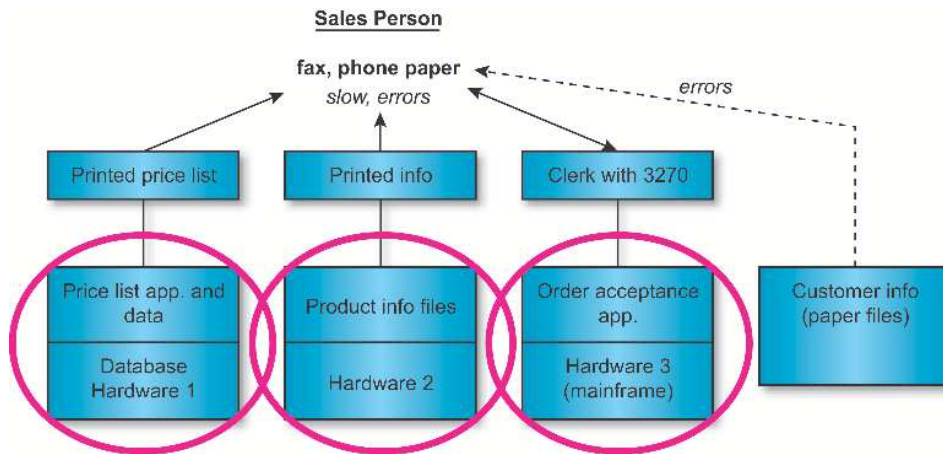 Sales Person
fax, phone paper
slow, errors
errors
Printed price list
Printed info
Clerk with 3270
Price list app. and
data
Database
Hardware 1
Product info files
Hardware 2
Order acceptance
app.
Hardware 3
(mainframe)
Customer info
(paper files)